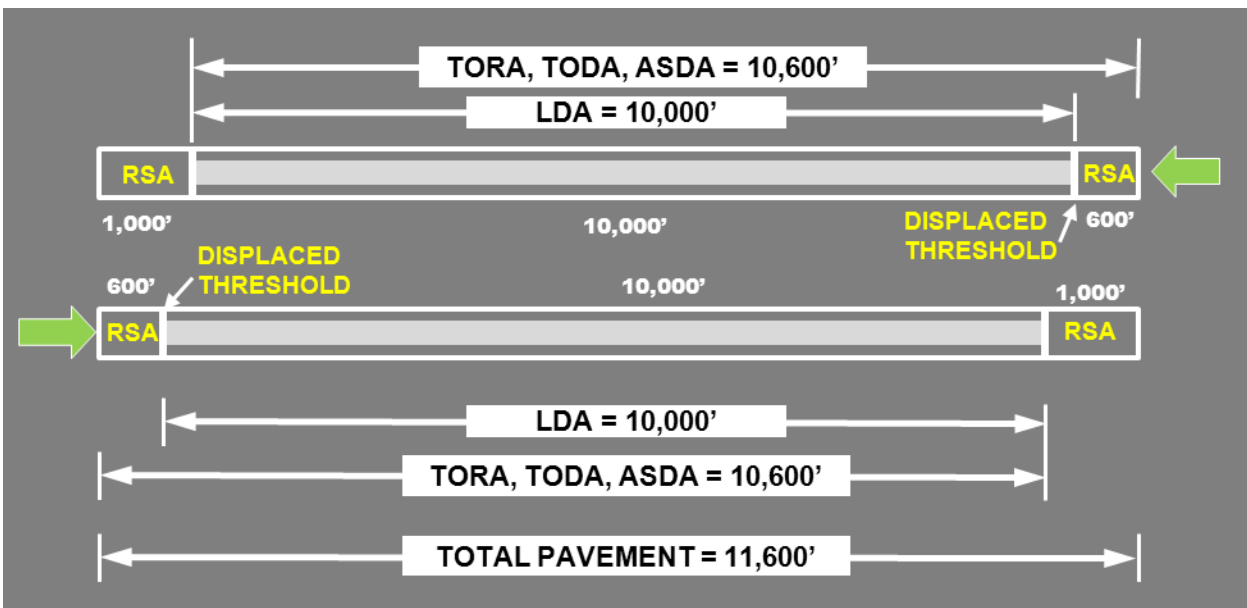 TORA, TODA, ASDA = 10,600’
LDA = 10,000’
RSA
RSA
1,000’
10,000’
DISPLACED
THRESHOLD
600’
DISPLACED
THRESHOLD
600’
10,000’
1,000’
RSA
RSA
LDA = 10,000’
TORA, TODA, ASDA = 10,600’
TOTAL PAVEMENT = 11,600’